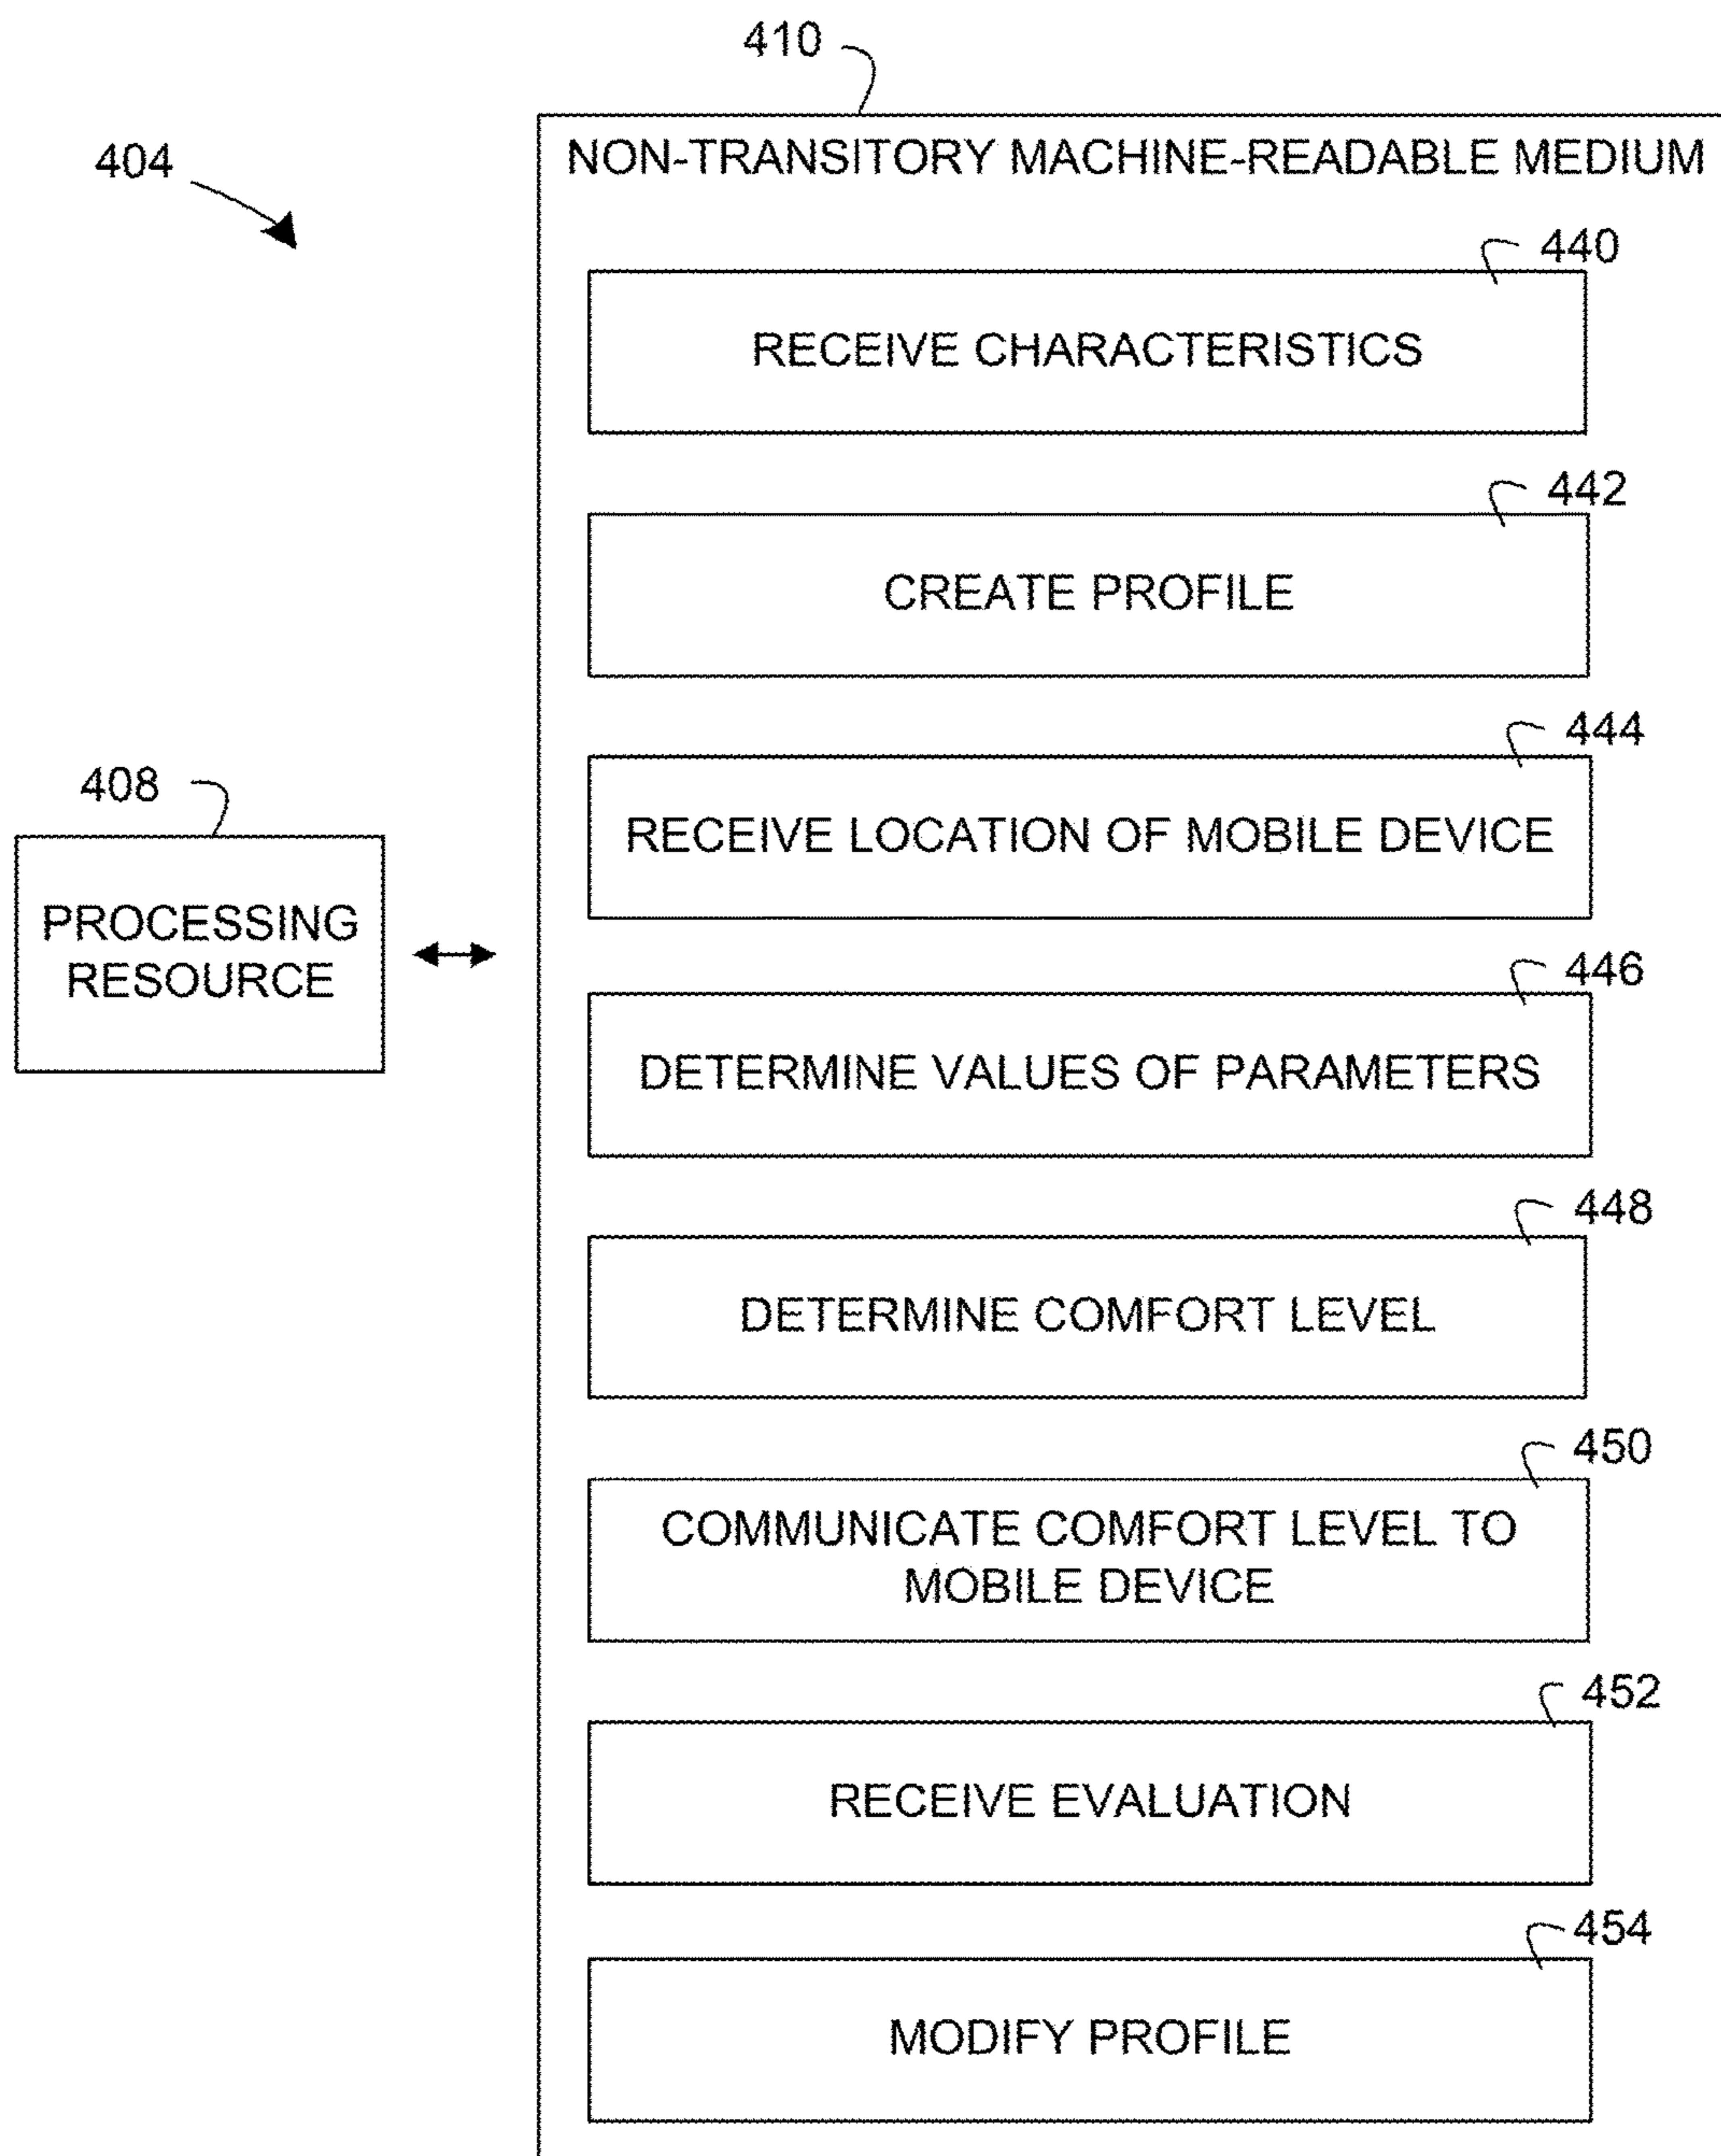 410
404
NON-TRANSITORY MACHINE-READABLE MEDIUM
440
RECEIVE CHARACTERISTICS
442
CREATE PROFILE
444
RECEIVE LOCATION OF MOBILE DEVICE
408
PROCESSING
RESOURCE
446
DETERMINE VALUES OF PARAMETERS
448
DETERMINE COMFORT LEVEL
450
COMMUNICATE COMFORT LEVEL TO
MOBILE DEVICE
452
RECEIVE EVALUATION
454
MODIFY PROFILE